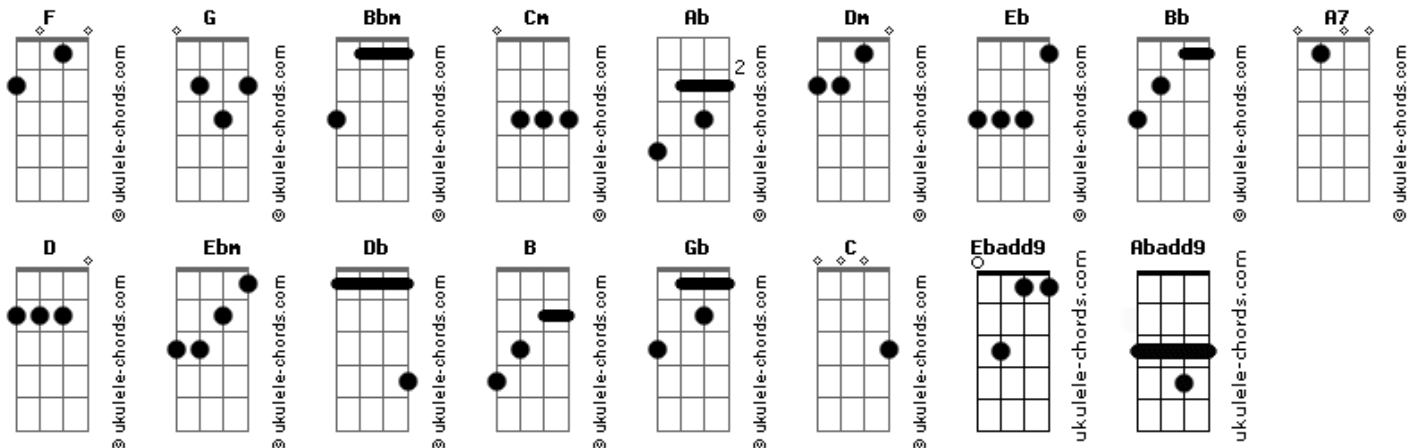 F G Bbm Cm Ab Dm Eb Bb A7
2
© ukulele-chords.com © ukulele-chords.com © ukulele-chords.com © ukulele-chords.com © ukulele-chords.com © ukulele-chords.com © ukulele-chords.com © ukulele-chords.com © ukulele-chords.com
D Ebm Db B Gb C Ebadd9 Abadd9
© ukulele-chords.com © ukulele-chords.com © ukulele-chords.com © ukulele-chords.com © ukulele-chords.com © ukulele-chords.com ukulele-chords.com ukulele-chords.com